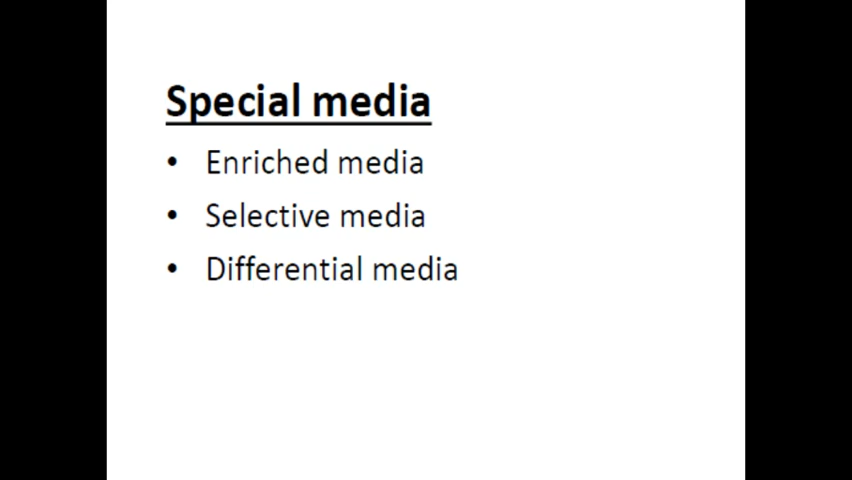 Special media
• Enriched media
• Selective media
• Differential media